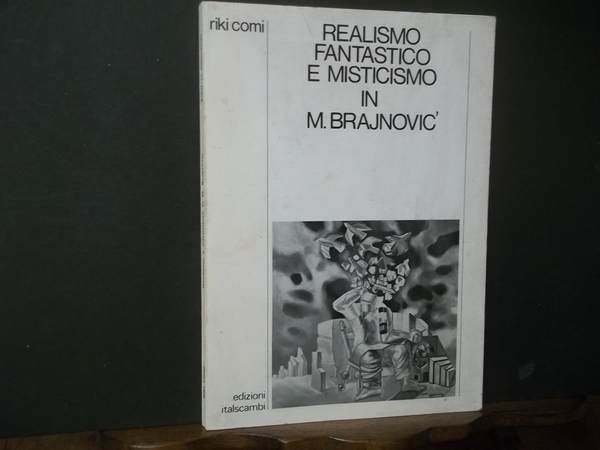 riki comi
REALISMO
FANTASTICO
E MISTICISMO
IN
M. BRAJNOVIC'
edizioni
italscambi